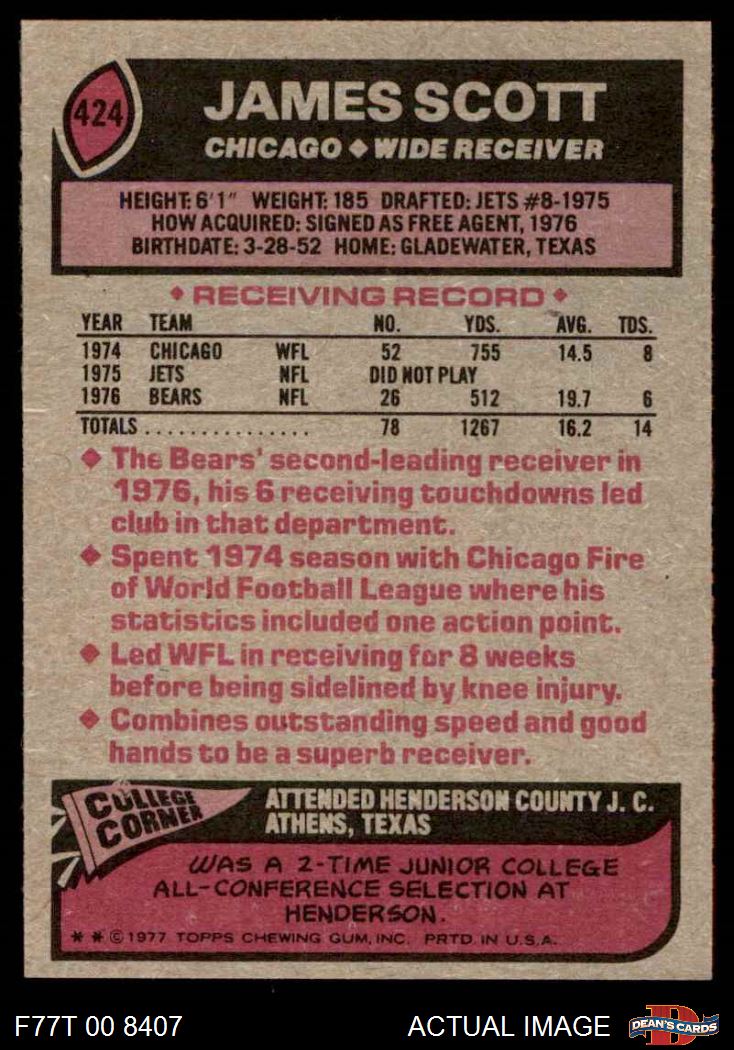 424
JAMES SCOTT
CHICAGO ◆ WIDE RECEIVER
HEIGHT: 6'1" WEIGHT: 185 DRAFTED: JETS #8-1975
HOW ACQUIRED: SIGNED AS FREE AGENT, 1976
BIRTHDATE: 3-28-52 HOME: GLADEWATER, TEXAS
◆ RECEIVING RECORD ◆
YEAR TEAM NO. YDS. AVG. TDS.
1974 CHICAGO WFL 52 755 14.5 8
1975 JETS NFL DID NOT PLAY
1976 BEARS NFL 26 512 19.7 6
TOTALS . . . . . . . . . . . . . . . 78 1267 16.2 14
◆ The Bears' second-leading receiver in
1976, his 6 receiving touchdowns led
club in that department.
◆ Spent 1974 season with Chicago Fire
of World Football League where his
statistics included one action point.
◆ Led WFL in receiving for 8 weeks
before being sidelined by knee injury.
◆ Combines outstanding speed and good
hands to be a superb receiver.
COLLEGE
CORNER
ATTENDED HENDERSON COUNTY J. C.
ATHENS, TEXAS
WAS A 2-TIME JUNIOR COLLEGE
ALL-CONFERENCE SELECTION AT
HENDERSON.
* * © 1977 TOPPS CHEWING GUM, INC. PRTD. IN U.S.A.
F77T 00 8407 ACTUAL IMAGE
D
DEAN'S CARDS